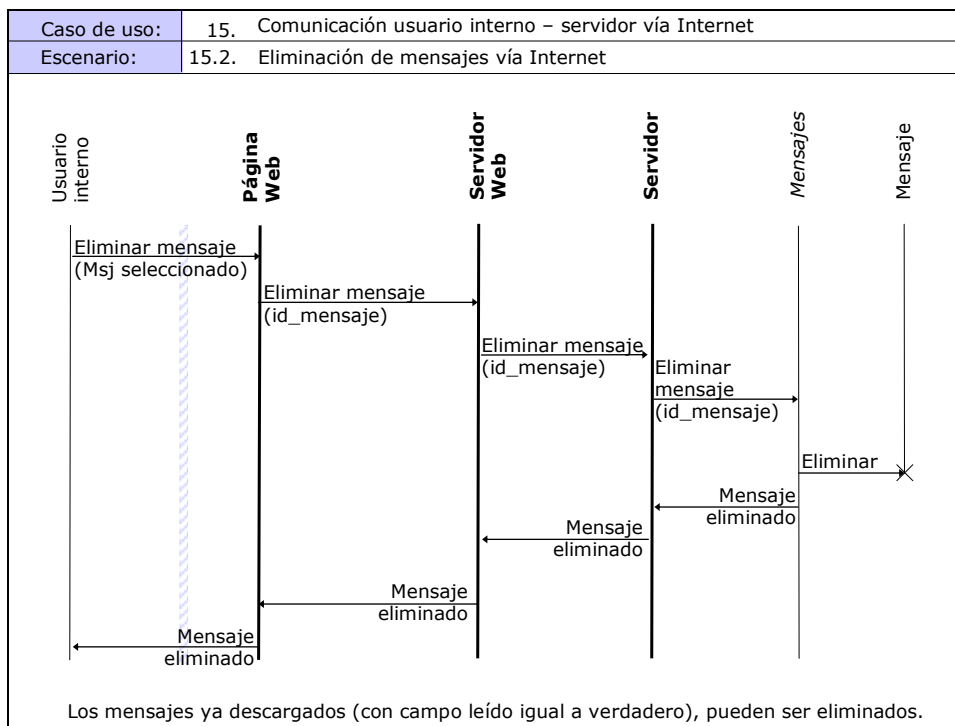 Caso de uso: 15. Comunicación usuario interno – servidor vía Internet
Escenario: 15.2. Eliminación de mensajes vía Internet
Usuario
interno
Página
Web
Servidor
Web
Servidor
Mensajes
Mensaje
Eliminar mensaje
(Msj seleccionado)
Eliminar mensaje
(id_mensaje)
Eliminar mensaje
(id_mensaje)
Eliminar
mensaje
(id_mensaje)
Eliminar
Mensaje
eliminado
Mensaje
eliminado
Mensaje
eliminado
Mensaje
eliminado
Los mensajes ya descargados (con campo leído igual a verdadero), pueden ser eliminados.